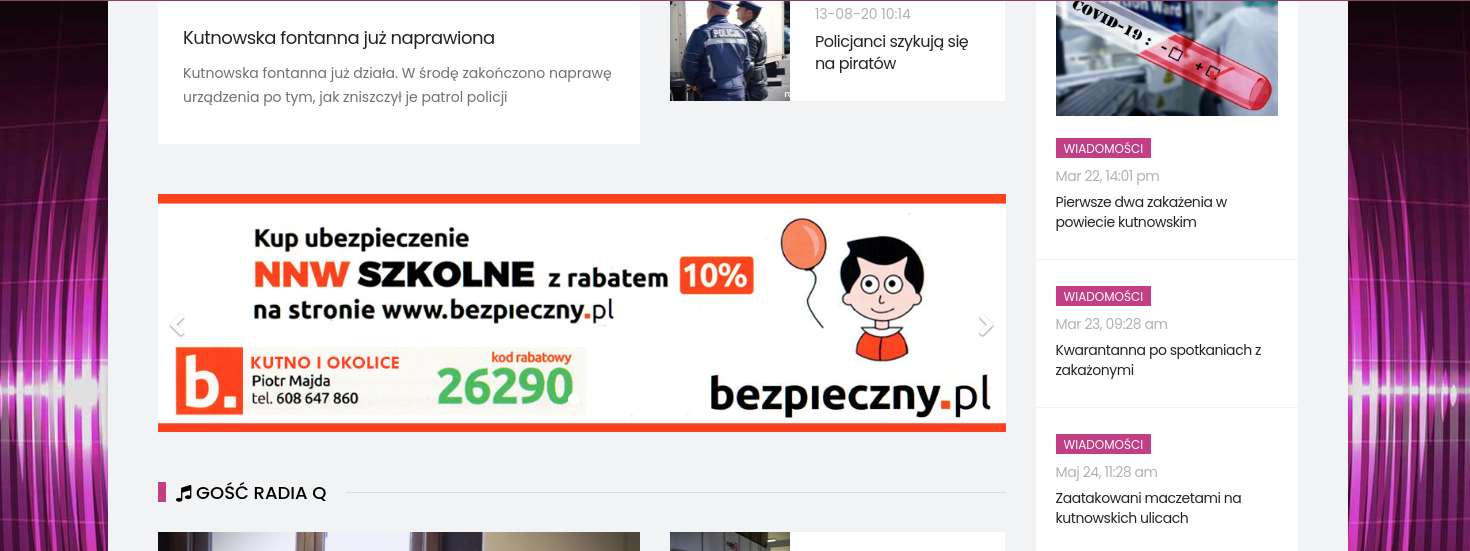 Kutnowska fontanna już naprawiona
Kutnowska fontanna już działa. W środę zakończono naprawę
urządzenia po tym, jak zniszczył je patrol policji
POLICJA
13-08-20 10:14
Policjanci szykują się
na piratów
COVID-19 :
- +
WIADOMOŚCI
Mar 22, 14:01 pm
Pierwsze dwa zakażenia w
powiecie kutnowskim
WIADOMOŚCI
Mar 23, 09:28 am
Kwarantanna po spotkaniach z
zakażonymi
WIADOMOŚCI
Maj 24, 11:28 am
Zaatakowani maczetami na
kutnowskich ulicach
Kup ubezpieczenie
NNW SZKOLNE z rabatem 10%
na stronie www.bezpıeczny.pl
b. KUTNO I OKOLICE
Piotr Majda
tel. 608 647 860
kod rabatowy
26290
bezpıeczny.pl
GOŚĆ RADIA Q